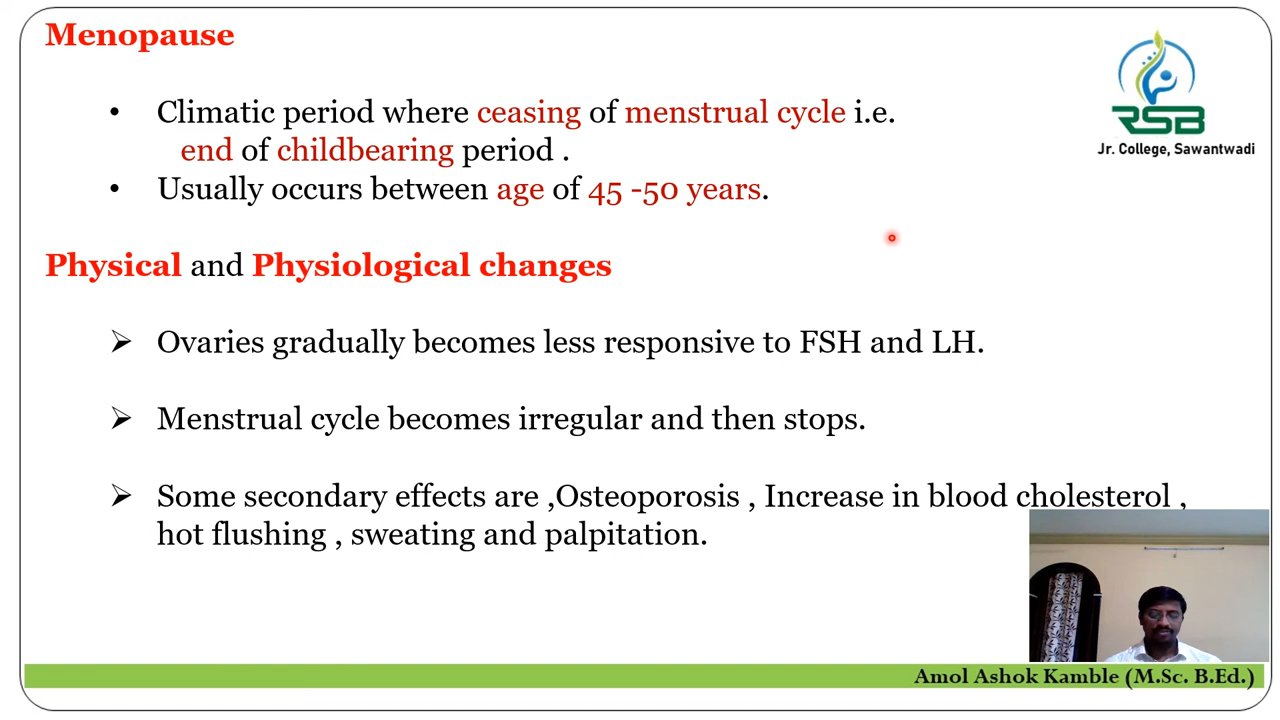 Menopause
• Climatic period where ceasing of menstrual cycle i.e.
end of childbearing period .
• Usually occurs between age of 45 -50 years.
Physical and Physiological changes
➢ Ovaries gradually becomes less responsive to FSH and LH.
➢ Menstrual cycle becomes irregular and then stops.
➢ Some secondary effects are ,Osteoporosis , Increase in blood cholesterol ,
hot flushing , sweating and palpitation.
RSB
Jr. College, Sawantwadi
Amol Ashok Kamble (M.Sc. B.Ed.)